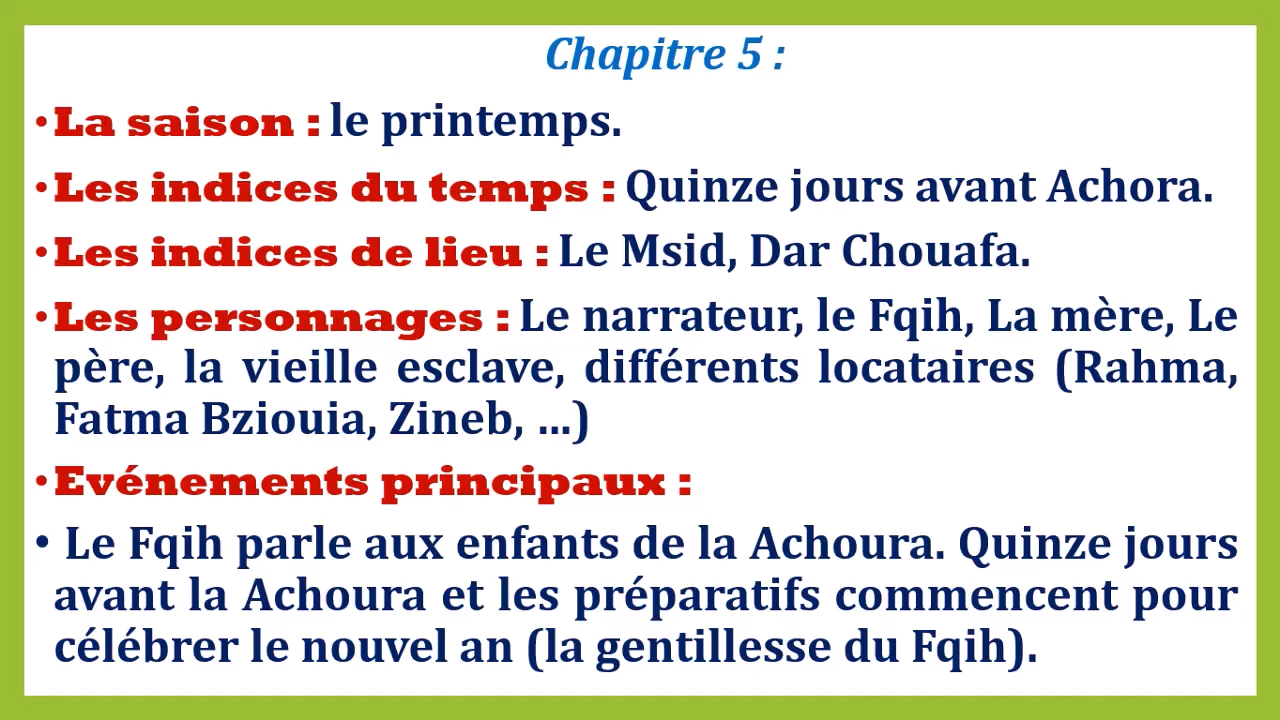 Chapitre 5 :
•La saison : le printemps.
•Les indices du temps : Quinze jours avant Achora.
•Les indices de lieu : Le Msid, Dar Chouafa.
•Les personnages : Le narrateur, le Fqih, La mère, Le
père, la vieille esclave, différents locataires (Rahma,
Fatma Bziouia, Zineb, …)
•Evénements principaux :
• Le Fqih parle aux enfants de la Achoura. Quinze jours
avant la Achoura et les préparatifs commencent pour
célébrer le nouvel an (la gentillesse du Fqih).